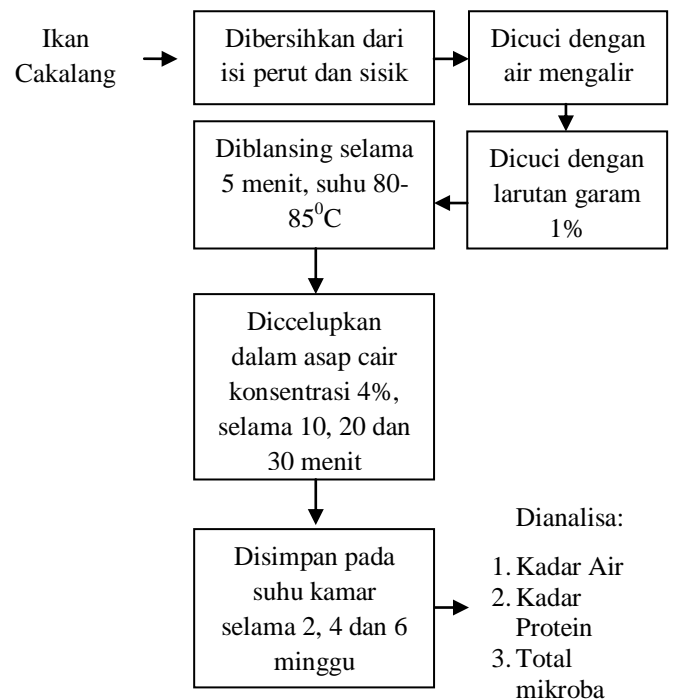 Ikan
Cakalang
Dibersihkan dari
isi perut dan sisik
Dicuci dengan
air mengalir
Dicuci dengan
larutan garam
1%
Diblansing selama
5 menit, suhu 80-
85⁰C
Diccelupkan
dalam asap cair
konsentrasi 4%,
selama 10, 20 dan
30 menit
Disimpan pada
suhu kamar
selama 2, 4 dan 6
minggu
Dianalisa:
1. Kadar Air
2. Kadar
Protein
3. Total
mikroba